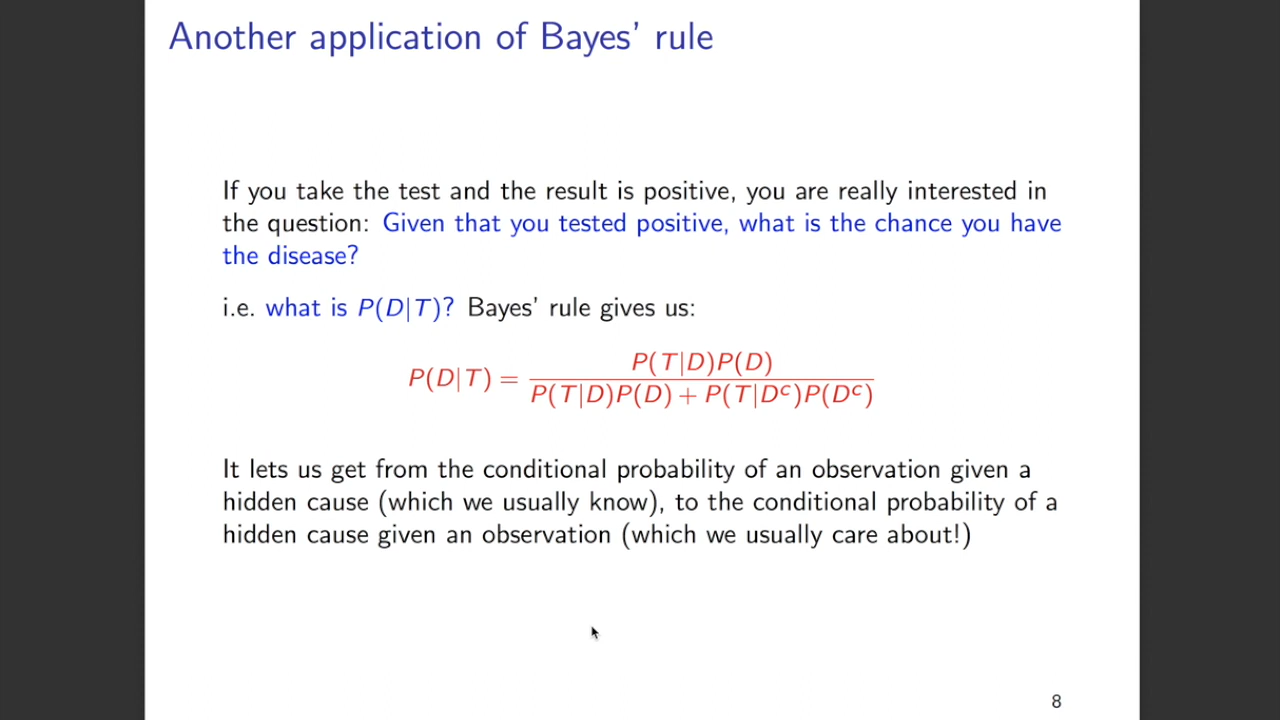 Another application of Bayes' rule
If you take the test and the result is positive, you are really interested in
the question: Given that you tested positive, what is the chance you have
the disease?
i.e. what is P(D|T)? Bayes' rule gives us:
P(D|T) = P(T|D)P(D) / P(T|D)P(D) + P(T|Dᶜ)P(Dᶜ)
It lets us get from the conditional probability of an observation given a
hidden cause (which we usually know), to the conditional probability of a
hidden cause given an observation (which we usually care about!)
8